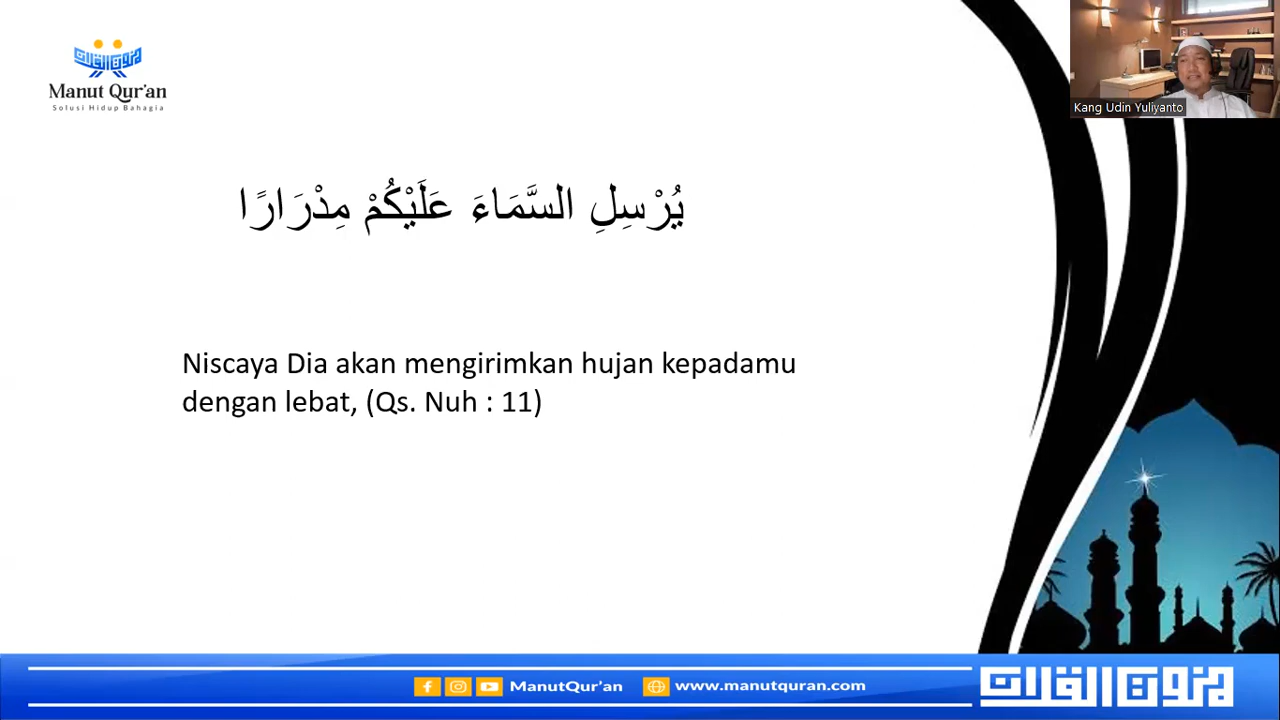 Manut Qur'an
Solusi Hidup Bahagia
Kang Udin Yuliyanto
يُرْسِلِ السَّمَاءَ عَلَيْكُمْ مِدْرَارًا
Niscaya Dia akan mengirimkan hujan kepadamu
dengan lebat, (Qs. Nuh : 11)
ManutQur'an
www.manutquran.com